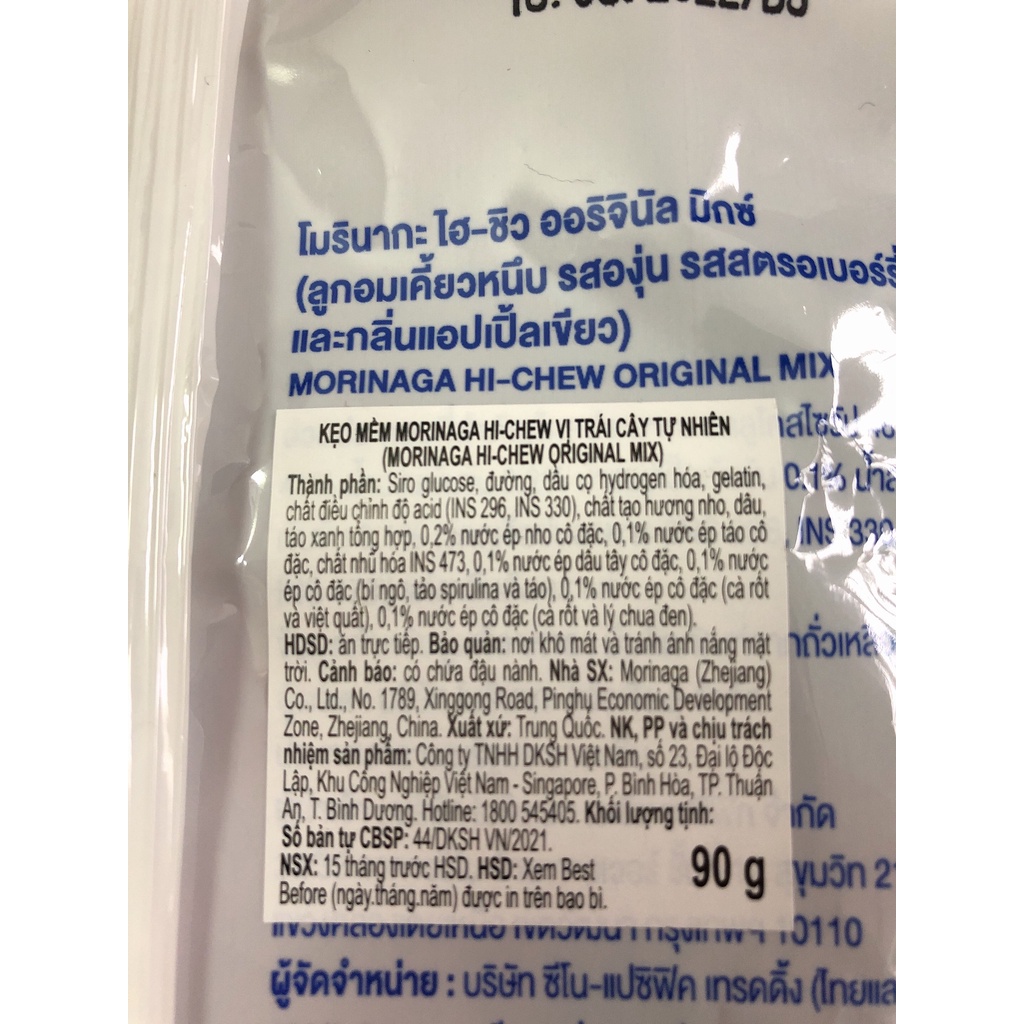 โมรินากะ ไฮ-ชิว ออริจินัล มิกซ์
(ลูกอมเคี้ยวหนึบ รสองุ่น รสสตรอเบอร์รี่
และกลิ่นแอปเปิ้ลเขียว)
MORINAGA HI-CHEW ORIGINAL MIX
KẸO MỀM MORINAGA HI-CHEW VỊ TRÁI CÂY TỰ NHIÊN
(MORINAGA HI-CHEW ORIGINAL MIX)
Thành phần: Siro glucose, đường, dầu cọ hydrogen hóa, gelatin,
chất điều chỉnh độ acid (INS 296, INS 330), chất tạo hương nho, dâu,
táo xanh tổng hợp, 0,2% nước ép nho cô đặc, 0,1% nước ép táo cô
đặc, chất nhũ hóa INS 473, 0,1% nước ép dâu tây cô đặc, 0,1% nước
ép cô đặc (bí ngô, tảo spirulina và táo), 0,1% nước ép cô đặc (cà rốt
và việt quất), 0,1% nước ép cô đặc (cà rốt và lý chua đen).
HDSD: ăn trực tiếp. Bảo quản: nơi khô mát và tránh ánh nắng mặt
trời. Cảnh báo: có chứa đậu nành. Nhà SX: Morinaga (Zhejiang)
Co., Ltd., No. 1789, Xinggong Road, Pinghu Economic Development
Zone, Zhejiang, China. Xuất xứ: Trung Quốc. NK, PP và chịu trách
nhiệm sản phẩm: Công ty TNHH DKSH Việt Nam, số 23, Đại lộ Độc
Lập, Khu Công Nghiệp Việt Nam - Singapore, P. Bình Hòa, TP. Thuận
An, T. Bình Dương. Hotline: 1800 545405. Khối lượng tịnh:
Số bản tự CBSP: 44/DKSH VN/2021.
NSX: 15 tháng trước HSD. HSD: Xem Best
Before (ngày.tháng.năm) được in trên bao bì.
90 g
0.1%
INS 330
10110
ผู้จัดจำหน่าย : บริษัท ซีโน-แปซิฟิค เทรดดิ้ง (ไทยแล